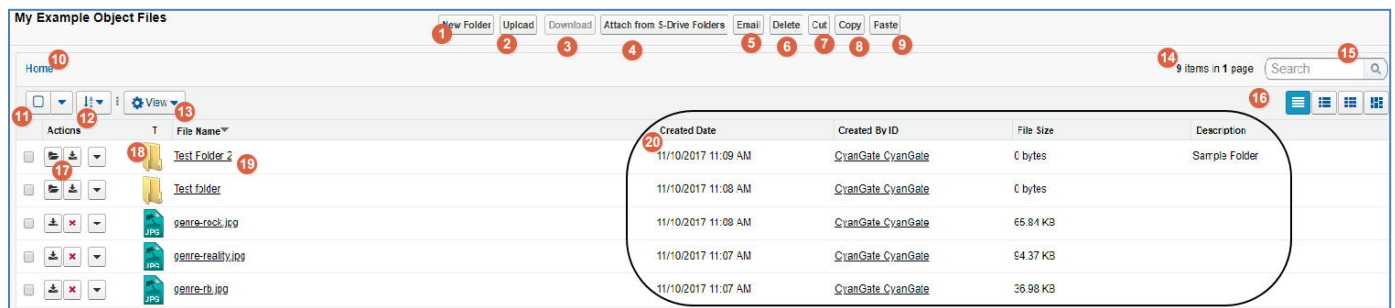 My Example Object Files
New Folder Upload Download Attach from S-Drive Folders Email Delete Cut Copy Paste
1 2 3 4 5 6 7 8 9
Home 10
14 9 items in 1 page Search 15
View
11 12 13 16
Actions T File Name Created Date Created By ID File Size Description
18 Test Folder 2 19 20 11/10/2017 11:09 AM CyanGate CyanGate 0 bytes Sample Folder
17
Test folder 11/10/2017 11:08 AM CyanGate CyanGate 0 bytes
JPG genre-rock.jpg 11/10/2017 11:08 AM CyanGate CyanGate 65.84 KB
JPG genre-reality.jpg 11/10/2017 11:07 AM CyanGate CyanGate 94.37 KB
JPG genre-rb.jpg 11/10/2017 11:07 AM CyanGate CyanGate 36.98 KB